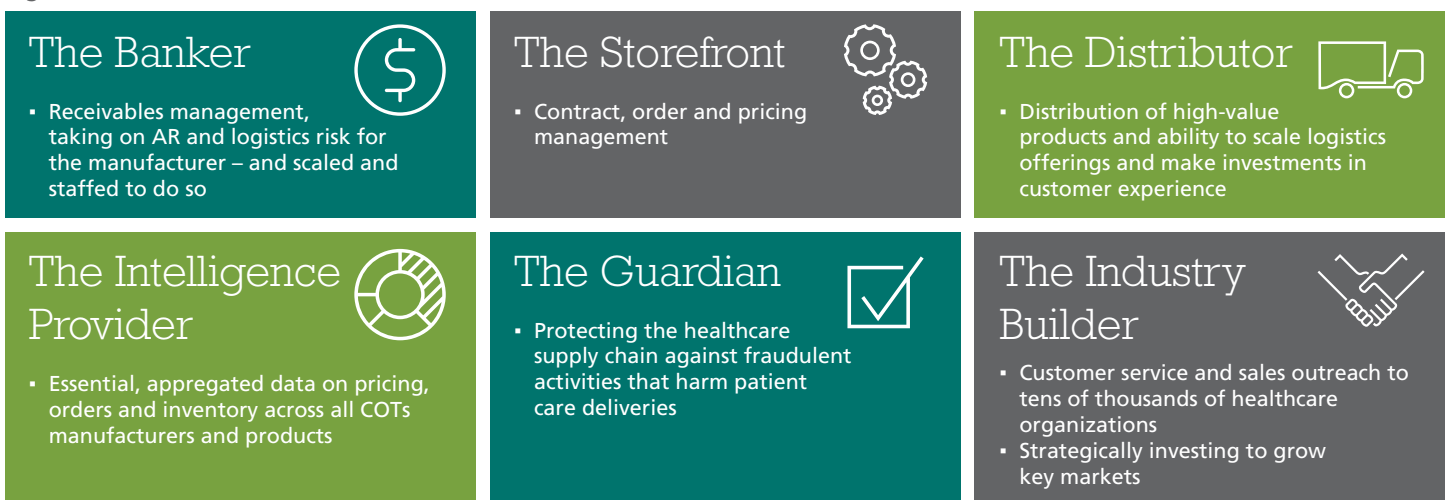 The Banker
▪ Receivables management,
taking on AR and logistics risk for
the manufacturer – and scaled and
staffed to do so
The Storefront
▪ Contract, order and pricing
management
The Distributor
▪ Distribution of high-value
products and ability to scale logistics
offerings and make investments in
customer experience
The Intelligence
Provider
▪ Essential, appregated data on pricing,
orders and inventory across all COTs
manufacturers and products
The Guardian
▪ Protecting the healthcare
supply chain against fraudulent
activities that harm patient
care deliveries
The Industry
Builder
▪ Customer service and sales outreach to
tens of thousands of healthcare
organizations
▪ Strategically investing to grow
key markets